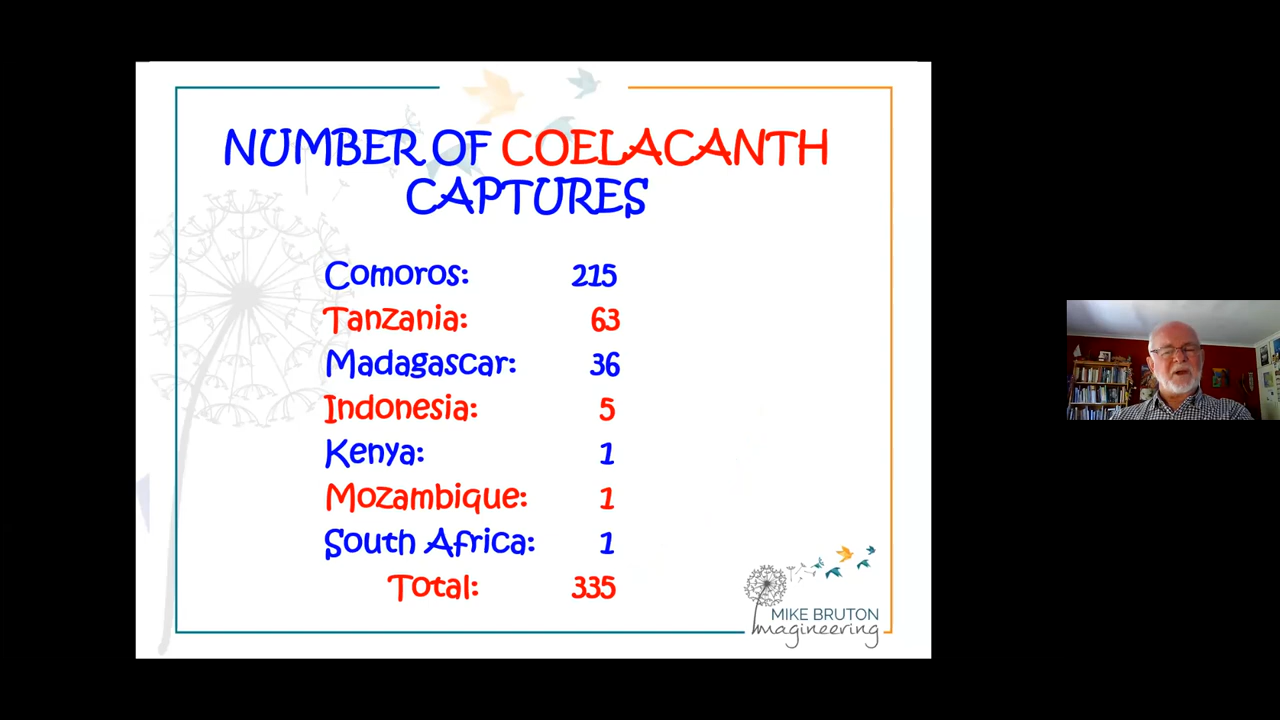 NUMBER OF COELACANTH
CAPTURES
Comoros: 215
Tanzania: 63
Madagascar: 36
Indonesia: 5
Kenya: 1
Mozambique: 1
South Africa: 1
Total: 335
MIKE BRUTON
Imagineering